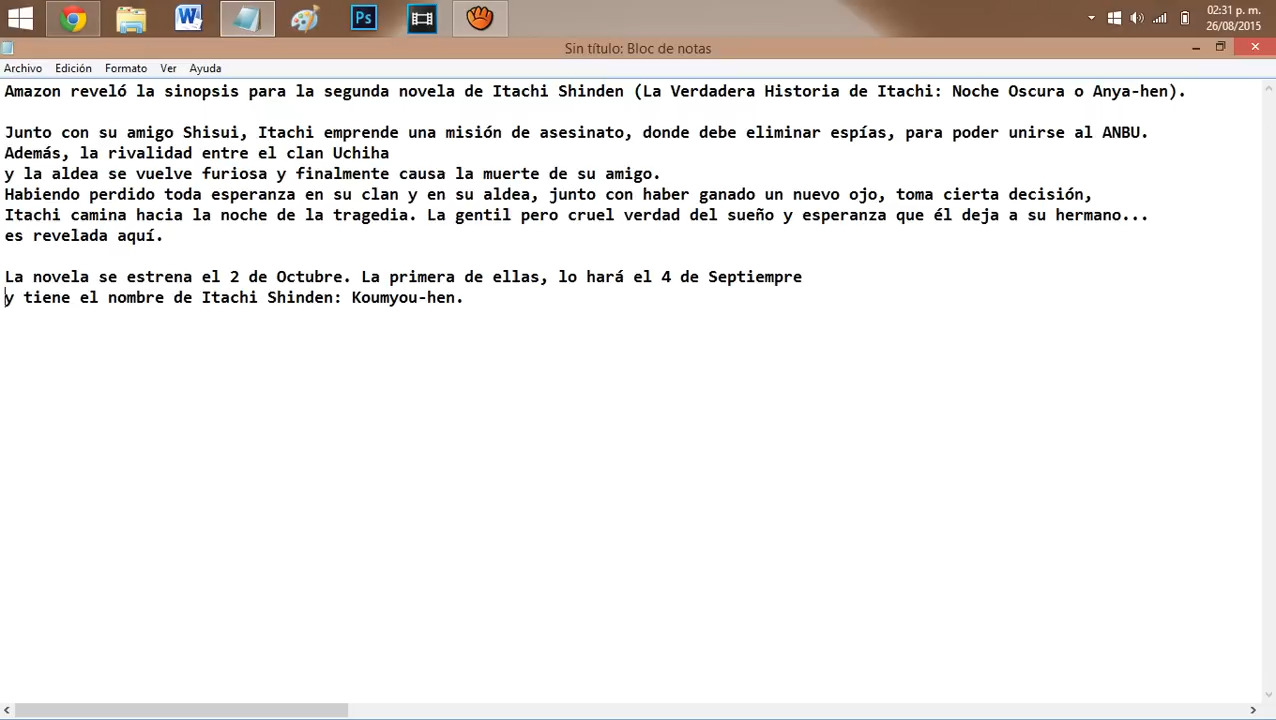 Ps
02:31 p. m.
26/08/2015
Sin título: Bloc de notas
Archivo Edición Formato Ver Ayuda
Amazon reveló la sinopsis para la segunda novela de Itachi Shinden (La Verdadera Historia de Itachi: Noche Oscura o Anya-hen).
Junto con su amigo Shisui, Itachi emprende una misión de asesinato, donde debe eliminar espías, para poder unirse al ANBU.
Además, la rivalidad entre el clan Uchiha
y la aldea se vuelve furiosa y finalmente causa la muerte de su amigo.
Habiendo perdido toda esperanza en su clan y en su aldea, junto con haber ganado un nuevo ojo, toma cierta decisión,
Itachi camina hacia la noche de la tragedia. La gentil pero cruel verdad del sueño y esperanza que él deja a su hermano...
es revelada aquí.
La novela se estrena el 2 de Octubre. La primera de ellas, lo hará el 4 de Septiempre
y tiene el nombre de Itachi Shinden: Koumyou-hen.